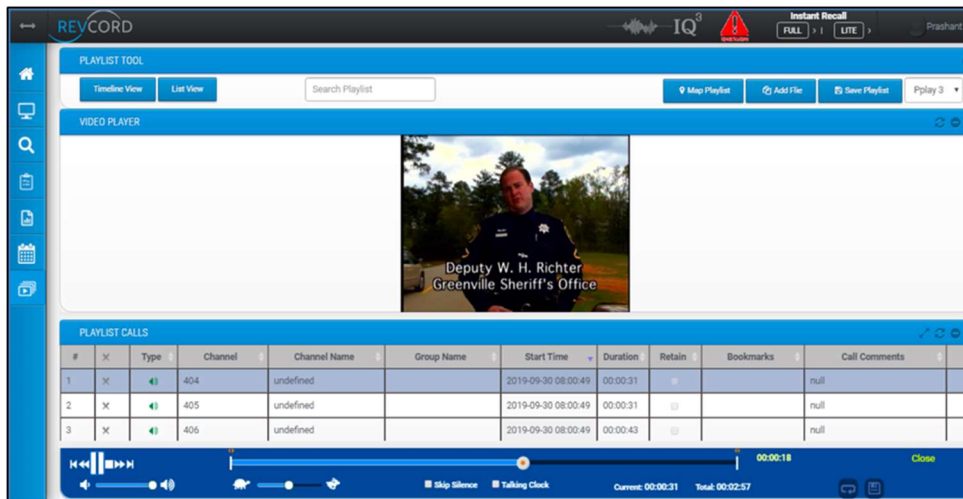 REVCORD
IQ3
Instant Recall
FULL > | LITE >
Prashant
PLAYLIST TOOL
Timeline View List View Search Playlist Map Playlist Add File Save Playlist Pplay 3
VIDEO PLAYER
Deputy W. H. Richter
Greenville Sheriff's Office
PLAYLIST CALLS
# Type Channel Channel Name Group Name Start Time Duration Retain Bookmarks Call Comments
1 404 undefined 2019-09-30 08:00:49 00:00:31 null
2 405 undefined 2019-09-30 08:00:49 00:00:31 null
3 406 undefined 2019-09-30 08:00:49 00:00:43 null
00:00:18 Close
Skip Silence Talking Clock Current: 00:00:31 Total: 00:02:57